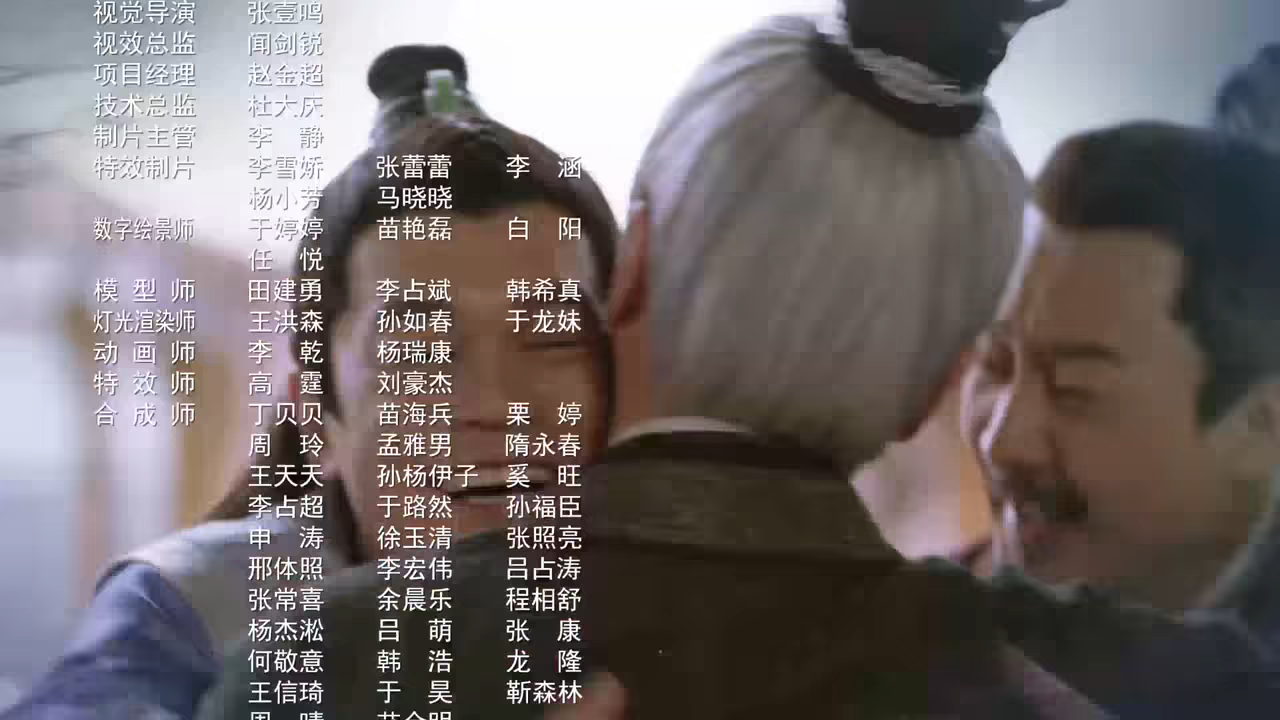 视觉导演 张壹鸣
视效总监 闻剑锐
项目经理 赵金超
技术总监 杜大庆
制片主管 李 静
特效制片 李雪娇 张蕾蕾 李 涵
杨小芳 马晓晓
数字绘景师 于婷婷 苗艳磊 白 阳
任 悦
模 型 师 田建勇 李占斌 韩希真
灯光渲染师 王洪森 孙如春 于龙妹
动 画 师 李 乾 杨瑞康
特 效 师 高 霆 刘豪杰
合 成 师 丁贝贝 苗海兵 栗 婷
周 玲 孟雅男 隋永春
王天天 孙杨伊子 奚 旺
李占超 于路然 孙福臣
申 涛 徐玉清 张照亮
邢体照 李宏伟 吕占涛
张常喜 余晨乐 程相舒
杨杰淞 吕 萌 张 康
何敬意 韩 浩 龙 隆
王信琦 于 昊 靳森林
周 晴